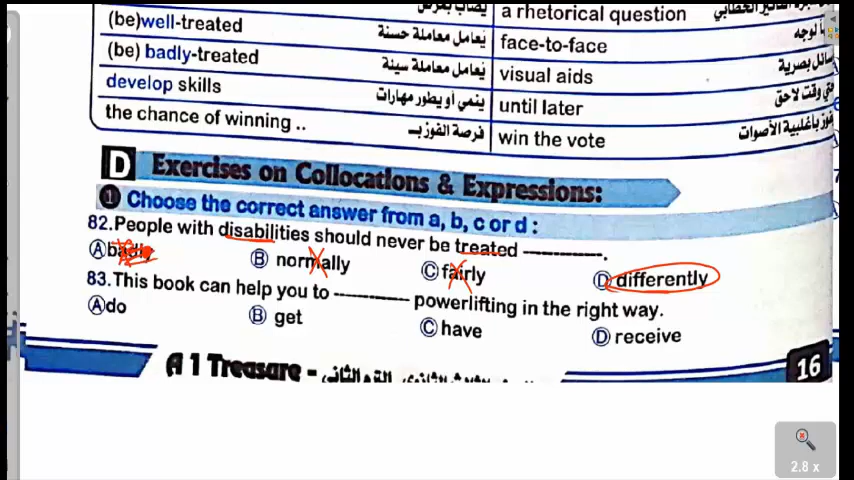 a rhetorical question
(be)well-treated يُعامل معاملة حسنة face-to-face
(be) badly-treated يُعامل معاملة سيئة visual aids
develop skills ينمي أو يطور مهارات until later
the chance of winning .. فرصة الفوز بـ win the vote
D Exercises on Collocations & Expressions:
1 Choose the correct answer from a, b, c or d :
82.People with disabilities should never be treated ----------.
B normally C fairly D differently
83.This book can help you to ---------- powerlifting in the right way.
A do B get C have D receive
A 1 Treasare -
16
2.8 x